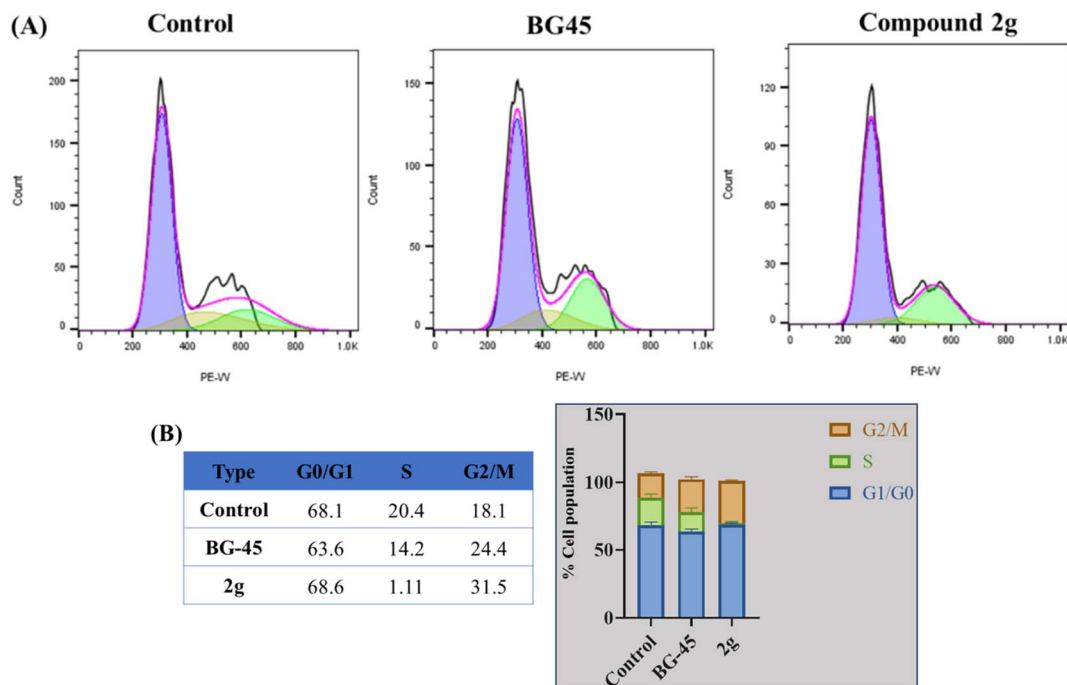 (A)
Control
BG45
Compound 2g
200
150
100
50
0
Count
0 200 400 600 800 1.0K
PE-W
150
100
50
0
Count
0 200 400 600 800 1.0K
PE-W
120
90
60
30
0
Count
0 200 400 600 800 1.0K
PE-W
(B)
Type G0/G1 S G2/M
Control 68.1 20.4 18.1
BG-45 63.6 14.2 24.4
2g 68.6 1.11 31.5
% Cell population
150
100
50
0
Control
BG-45
2g
G2/M
S
G1/G0